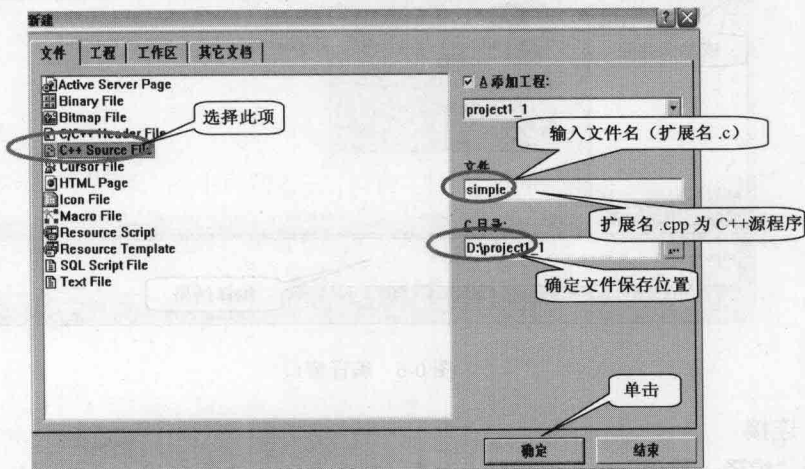 新建
文件 工程 工作区 其它文档
Active Server Page
Binary File
Bitmap File
C/C++ Header File
C++ Source File
Cursor File
HTML Page
Icon File
Macro File
Resource Script
Resource Template
SQL Script File
Text File
选择此项
A添加工程:
project1_1
输入文件名（扩展名 .c）
文件
simple
扩展名 .cpp 为 C++源程序
C目录:
D:\project1_1
...
确定文件保存位置
单击
确定
结束